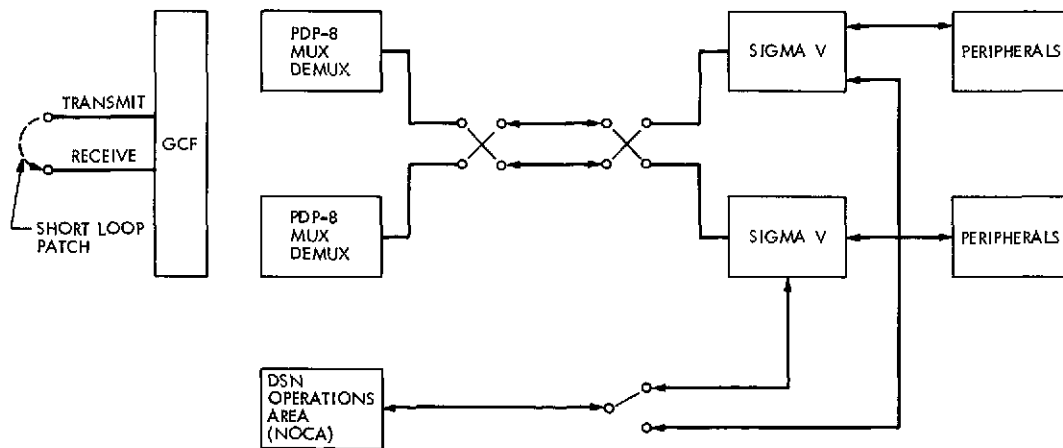 TRANSMIT
RECEIVE
SHORT LOOP
PATCH
GCF
PDP-8
MUX
DEMUX
PDP-8
MUX
DEMUX
SIGMA V
PERIPHERALS
SIGMA V
PERIPHERALS
DSN
OPERATIONS
AREA
(NOCA)